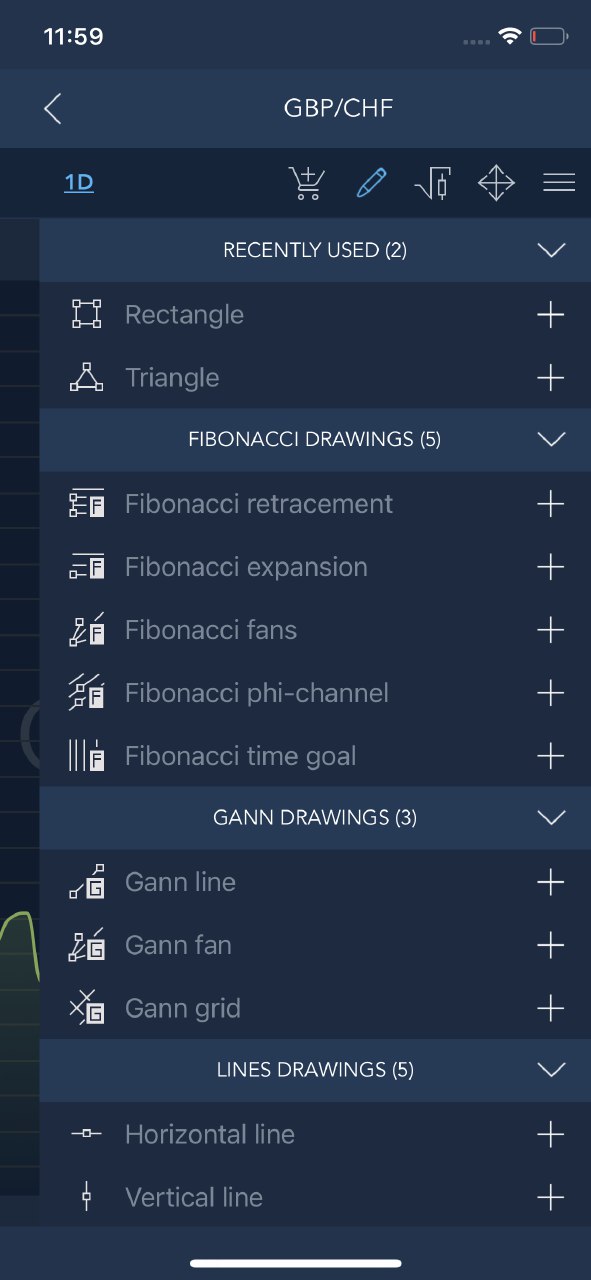 11:59
GBP/CHF
1D
RECENTLY USED (2)
Rectangle
Triangle
FIBONACCI DRAWINGS (5)
F Fibonacci retracement
F Fibonacci expansion
F Fibonacci fans
F Fibonacci phi-channel
F Fibonacci time goal
GANN DRAWINGS (3)
G Gann line
G Gann fan
G Gann grid
LINES DRAWINGS (5)
Horizontal line
Vertical line